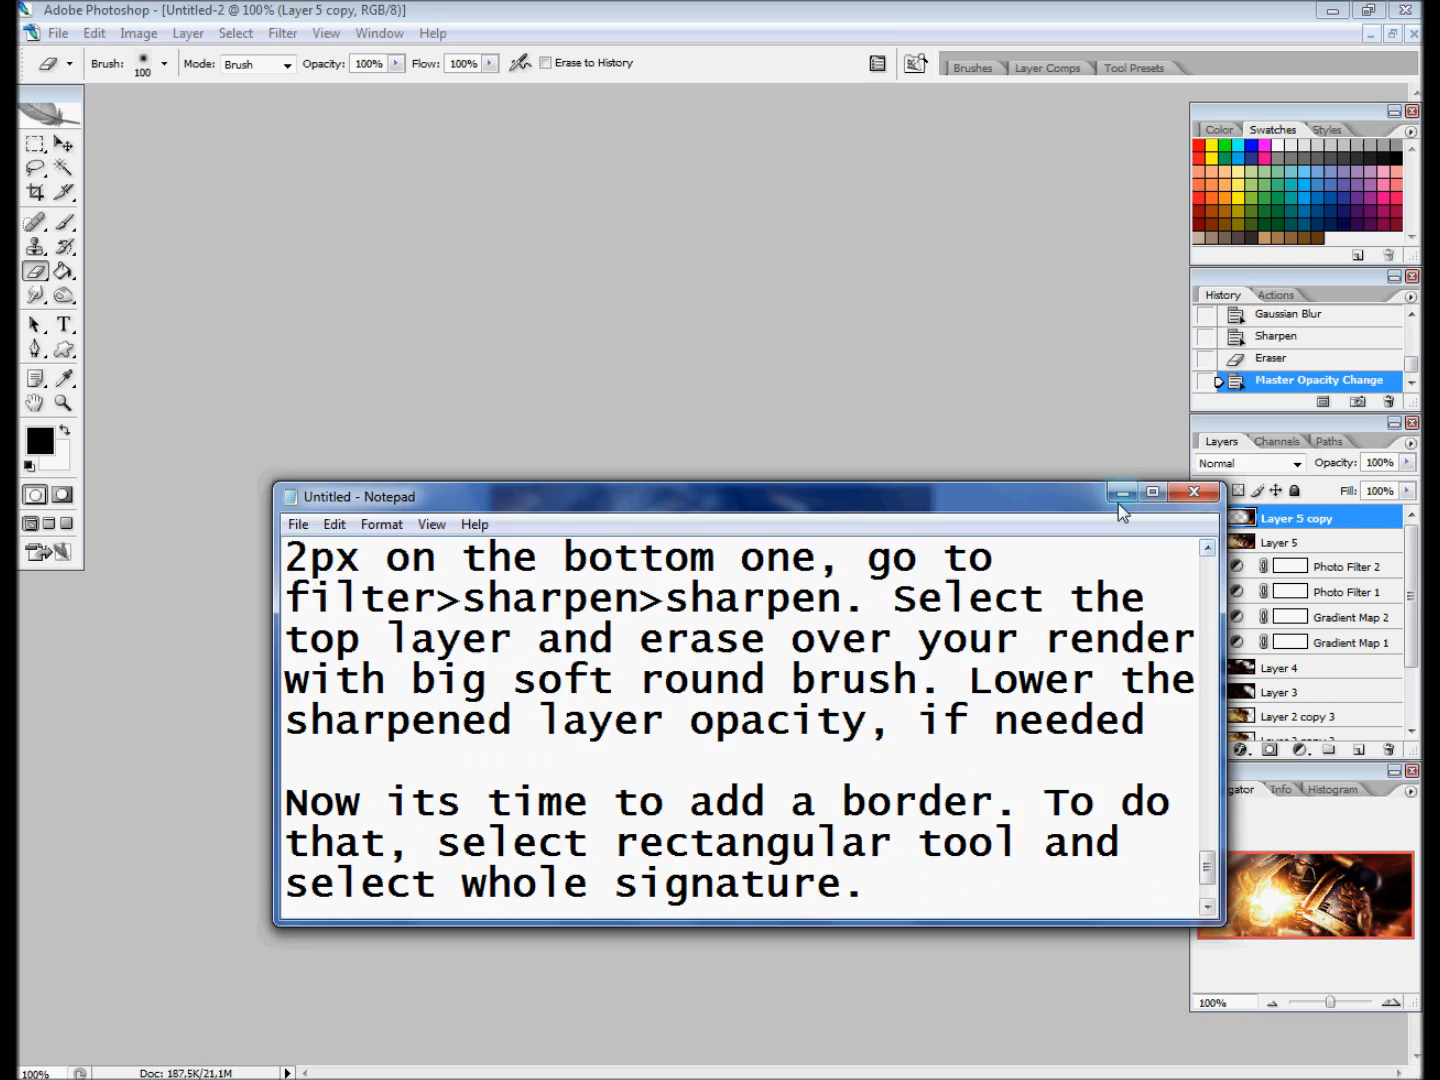 Adobe Photoshop - [Untitled-2 @ 100% (Layer 5 copy, RGB/8)]
File Edit Image Layer Select Filter View Window Help
Brush: 100 Mode: Brush Opacity: 100% Flow: 100% Erase to History
Brushes Layer Comps Tool Presets
Color Swatches Styles
History Actions
Gaussian Blur
Sharpen
Eraser
Master Opacity Change
Layers Channels Paths
Normal Opacity: 100%
Fill: 100%
Layer 5 copy
Layer 5
Photo Filter 2
Photo Filter 1
Gradient Map 2
Gradient Map 1
Layer 4
Layer 3
Layer 2 copy 3
gator Info Histogram
100%
Untitled - Notepad
File Edit Format View Help
2px on the bottom one, go to
filter>sharpen>sharpen. Select the
top layer and erase over your render
with big soft round brush. Lower the
sharpened layer opacity, if needed
Now its time to add a border. To do
that, select rectangular tool and
select whole signature.
100% Doc: 187,5K/21,1M